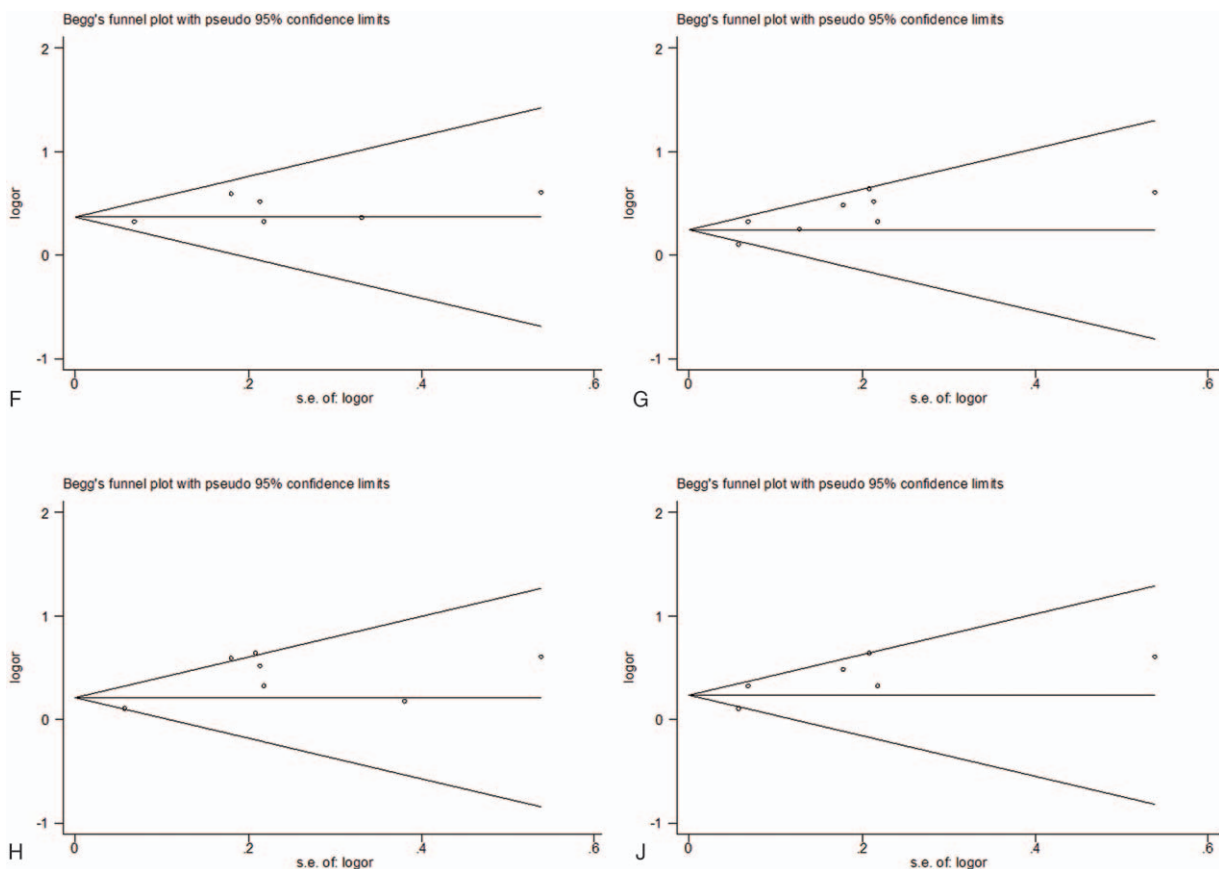 Begg's funnel plot with pseudo 95% confidence limits
2
1
0
-1
logor
0 .2 .4 .6
s.e. of: logor
F
Begg's funnel plot with pseudo 95% confidence limits
2
1
0
-1
logor
0 .2 .4 .6
s.e. of: logor
G
Begg's funnel plot with pseudo 95% confidence limits
2
1
0
-1
logor
0 .2 .4 .6
s.e. of: logor
H
Begg's funnel plot with pseudo 95% confidence limits
2
1
0
-1
logor
0 .2 .4 .6
s.e. of: logor
J